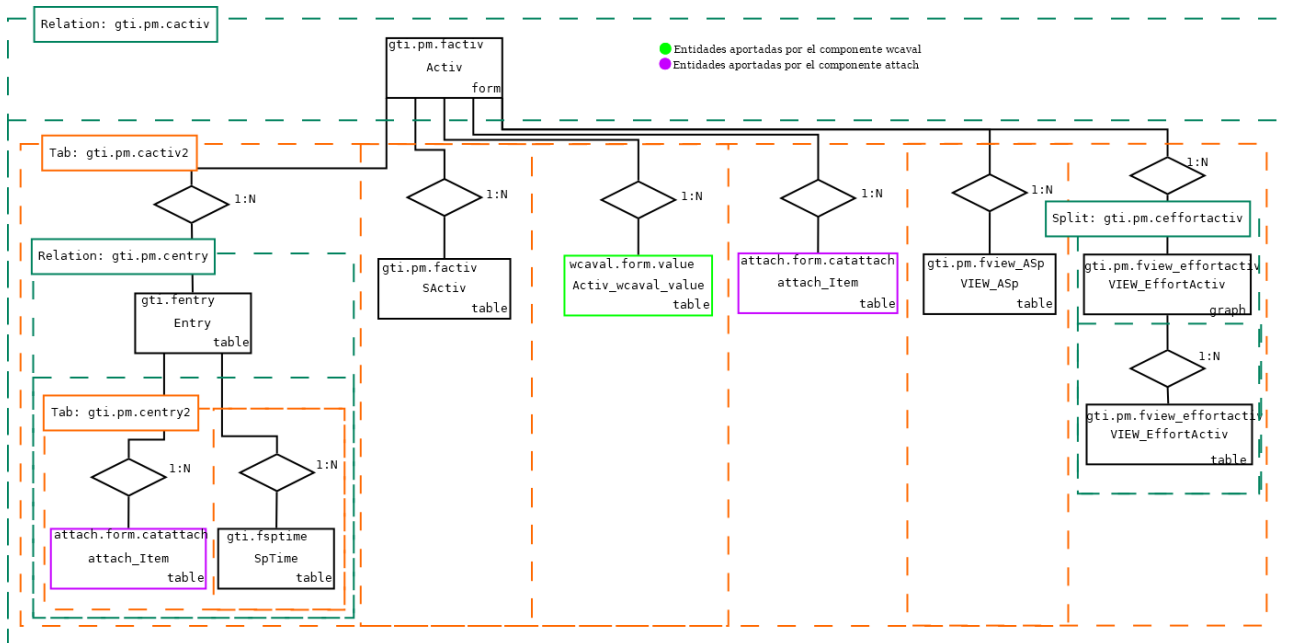 Relation: gti.pm.cactiv
gti.pm.factiv
Activ
form
Entidades aportadas por el componente wcaval
Entidades aportadas por el componente attach
Tab: gti.pm.cactiv2
1:N
1:N
1:N
1:N
1:N
1:N
Split: gti.pm.ceffortactiv
Relation: gti.pm.centry
gti.fentry
Entry
table
gti.pm.factiv
SActiv
table
wcaval.form.value
Activ_wcaval_value
table
attach.form.catattach
attach_Item
table
gti.pm.fview_ASp
VIEW_ASp
table
gti.pm.fview_effortactiv
VIEW_EffortActiv
graph
1:N
gti.pm.fview_effortactiv
VIEW_EffortActiv
table
Tab: gti.pm.centry2
1:N
1:N
attach.form.catattach
attach_Item
table
gti.fsptime
SpTime
table